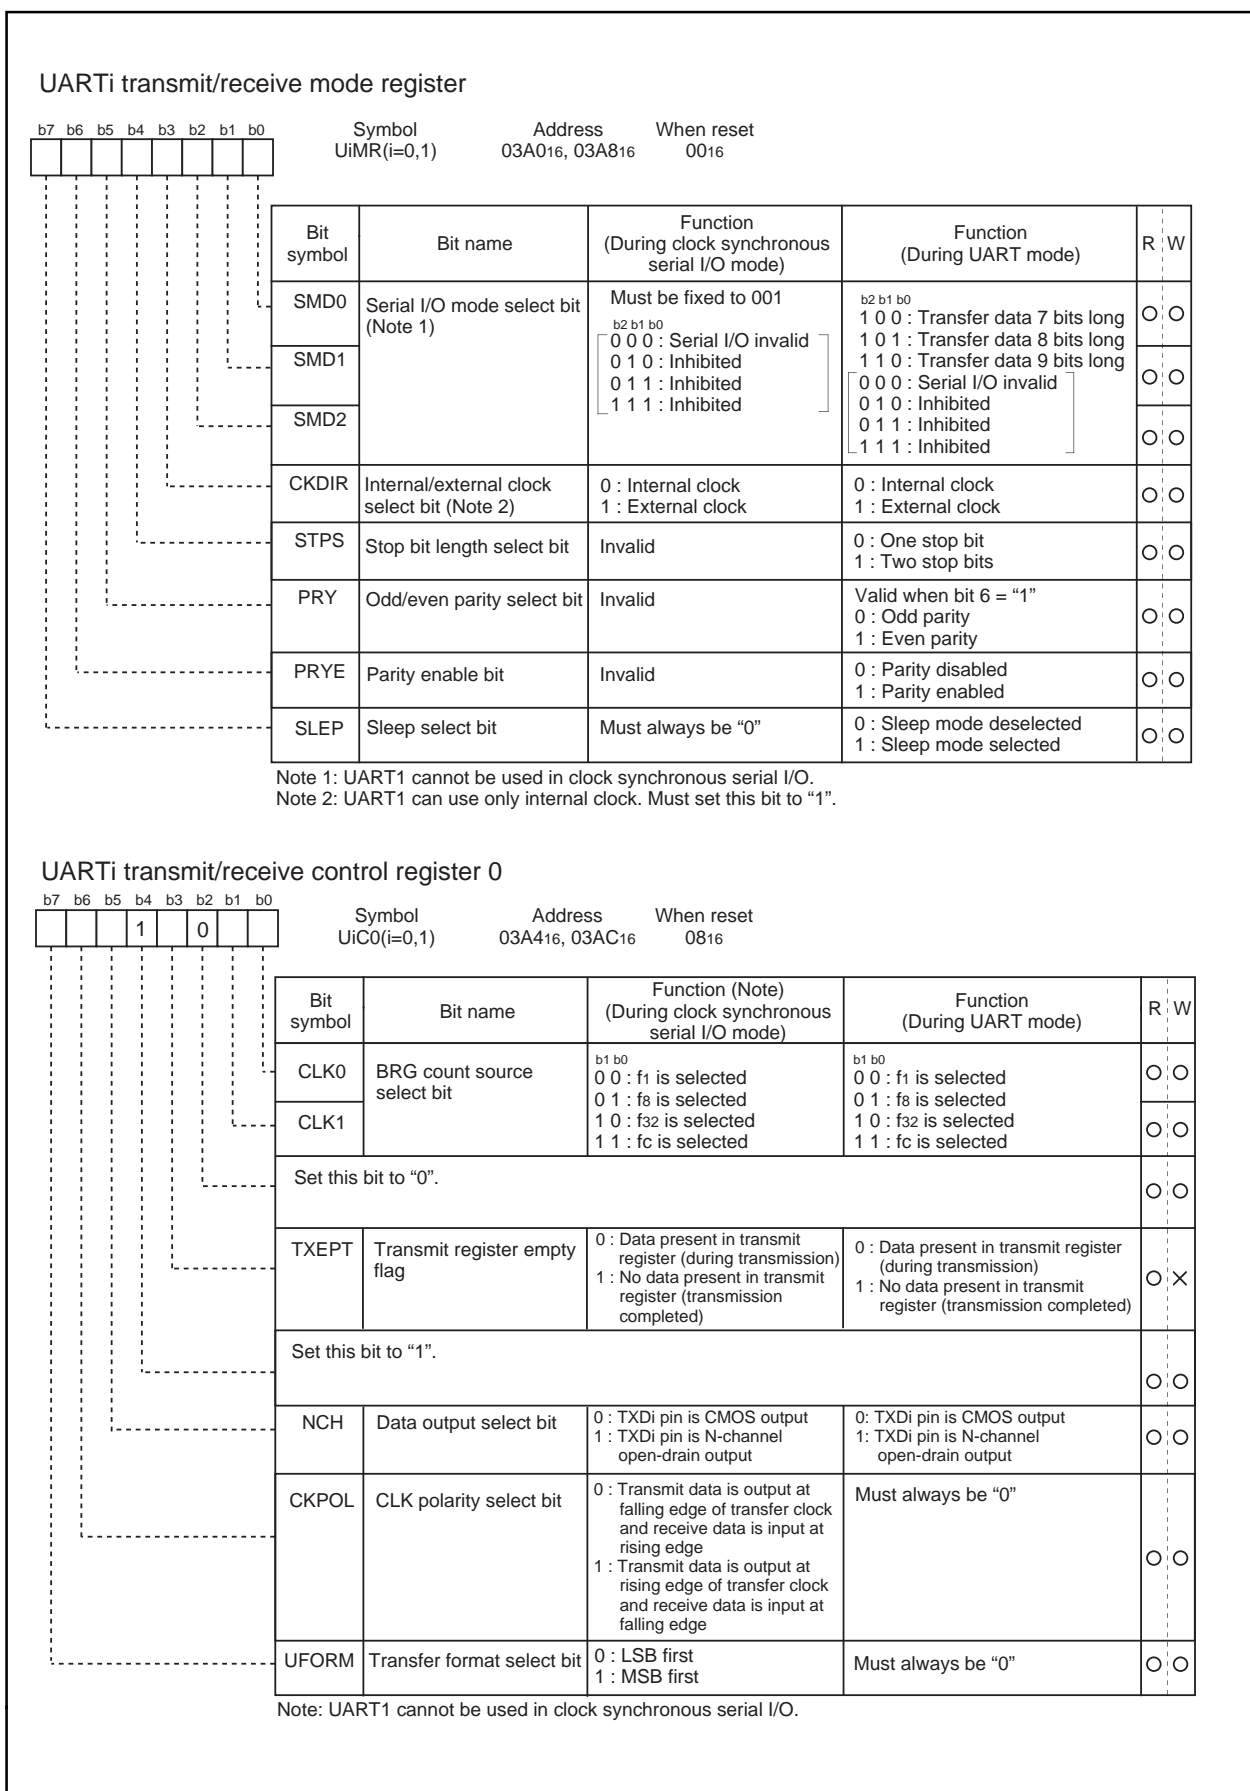 UARTi transmit/receive mode register
b7 b6 b5 b4 b3 b2 b1 b0
Symbol Address When reset
UiMR(i=0,1) 03A016, 03A816 0016
Bit symbol
Bit name
Function (During clock synchronous serial I/O mode)
Function (During UART mode)
R W
SMD0
SMD1
SMD2
Serial I/O mode select bit
(Note 1)
Must be fixed to 001
b2 b1 b0
0 0 0 : Serial I/O invalid
0 1 0 : Inhibited
0 1 1 : Inhibited
1 1 1 : Inhibited
b2 b1 b0
1 0 0 : Transfer data 7 bits long
1 0 1 : Transfer data 8 bits long
1 1 0 : Transfer data 9 bits long
0 0 0 : Serial I/O invalid
0 1 0 : Inhibited
0 1 1 : Inhibited
1 1 1 : Inhibited
CKDIR
Internal/external clock
select bit (Note 2)
0 : Internal clock
1 : External clock
0 : Internal clock
1 : External clock
STPS
Stop bit length select bit
Invalid
0 : One stop bit
1 : Two stop bits
PRY
Odd/even parity select bit
Invalid
Valid when bit 6 = “1”
0 : Odd parity
1 : Even parity
PRYE
Parity enable bit
Invalid
0 : Parity disabled
1 : Parity enabled
SLEP
Sleep select bit
Must always be “0”
0 : Sleep mode deselected
1 : Sleep mode selected
Note 1: UART1 cannot be used in clock synchronous serial I/O.
Note 2: UART1 can use only internal clock. Must set this bit to “1”.
UARTi transmit/receive control register 0
b7 b6 b5 b4 b3 b2 b1 b0
1 0
Symbol Address When reset
UiC0(i=0,1) 03A416, 03AC16 0816
Bit symbol
Bit name
Function (Note)
(During clock synchronous
serial I/O mode)
Function
(During UART mode)
R W
CLK0
CLK1
BRG count source
select bit
b1 b0
0 0 : f1 is selected
0 1 : f8 is selected
1 0 : f32 is selected
1 1 : fc is selected
b1 b0
0 0 : f1 is selected
0 1 : f8 is selected
1 0 : f32 is selected
1 1 : fc is selected
Set this bit to “0”.
TXEPT
Transmit register empty
flag
0 : Data present in transmit
register (during transmission)
1 : No data present in transmit
register (transmission
completed)
0 : Data present in transmit register
(during transmission)
1 : No data present in transmit
register (transmission completed)
Set this bit to “1”.
NCH
Data output select bit
0 : TXDi pin is CMOS output
1 : TXDi pin is N-channel
open-drain output
0: TXDi pin is CMOS output
1: TXDi pin is N-channel
open-drain output
CKPOL
CLK polarity select bit
0 : Transmit data is output at
falling edge of transfer clock
and receive data is input at
rising edge
1 : Transmit data is output at
rising edge of transfer clock
and receive data is input at
falling edge
Must always be “0”
UFORM
Transfer format select bit
0 : LSB first
1 : MSB first
Must always be “0”
Note: UART1 cannot be used in clock synchronous serial I/O.